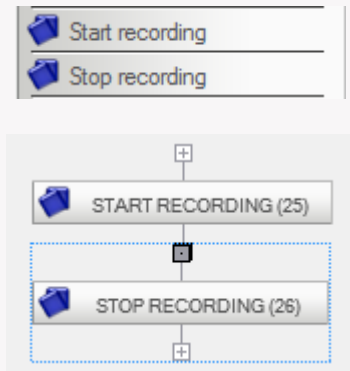 Start recording
Stop recording
START RECORDING (25)
STOP RECORDING (26)